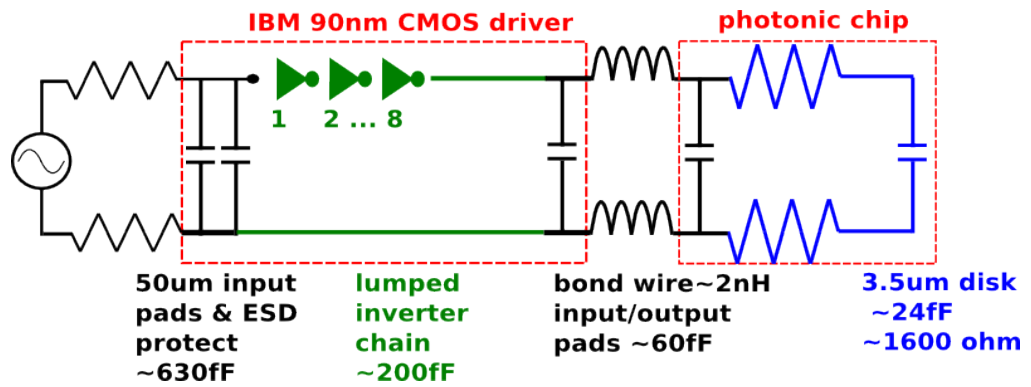 IBM 90nm CMOS driver
photonic chip
1 2 ... 8
50um input
pads & ESD
protect
~630fF
lumped
inverter
chain
~200fF
bond wire~2nH
input/output
pads ~60fF
3.5um disk
~24fF
~1600 ohm